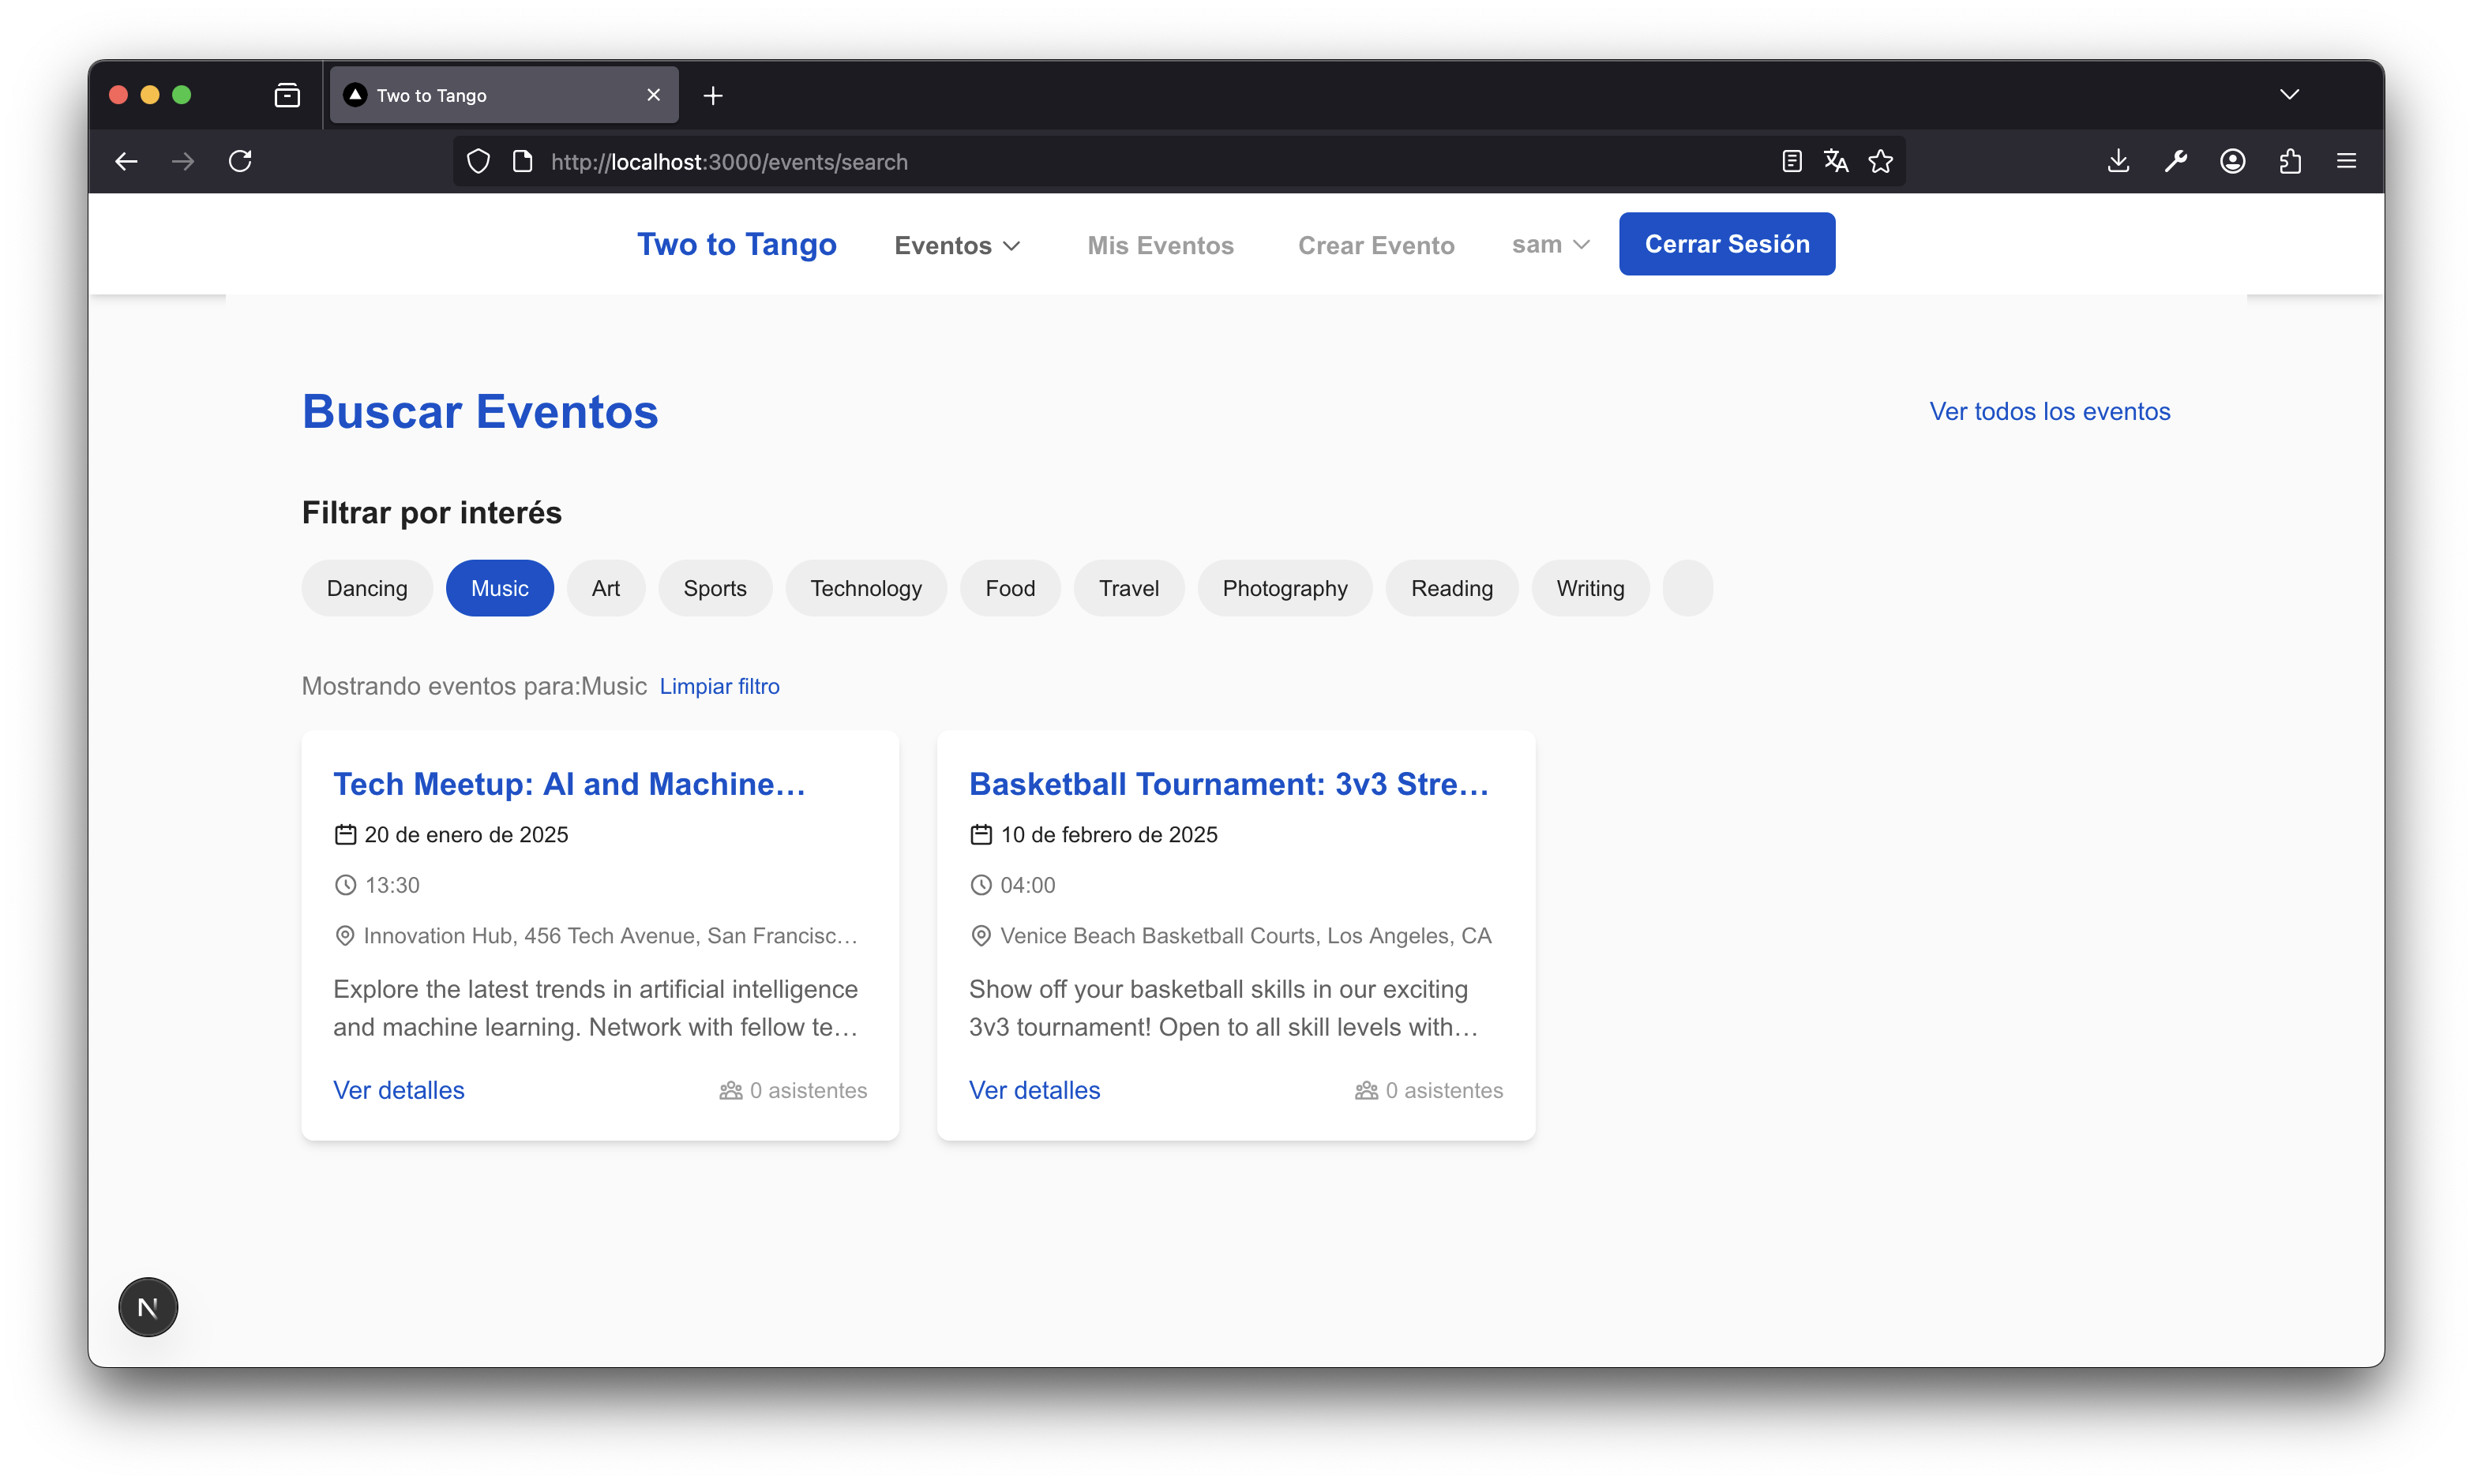 Two to Tango
http://localhost:3000/events/search
Two to Tango Eventos Mis Eventos Crear Evento sam Cerrar Sesión
Buscar Eventos Ver todos los eventos
Filtrar por interés
Dancing Music Art Sports Technology Food Travel Photography Reading Writing
Mostrando eventos para:Music Limpiar filtro
Tech Meetup: AI and Machine…
20 de enero de 2025
13:30
Innovation Hub, 456 Tech Avenue, San Francisc…
Explore the latest trends in artificial intelligence
and machine learning. Network with fellow te…
Ver detalles 0 asistentes
Basketball Tournament: 3v3 Stre…
10 de febrero de 2025
04:00
Venice Beach Basketball Courts, Los Angeles, CA
Show off your basketball skills in our exciting
3v3 tournament! Open to all skill levels with…
Ver detalles 0 asistentes
N